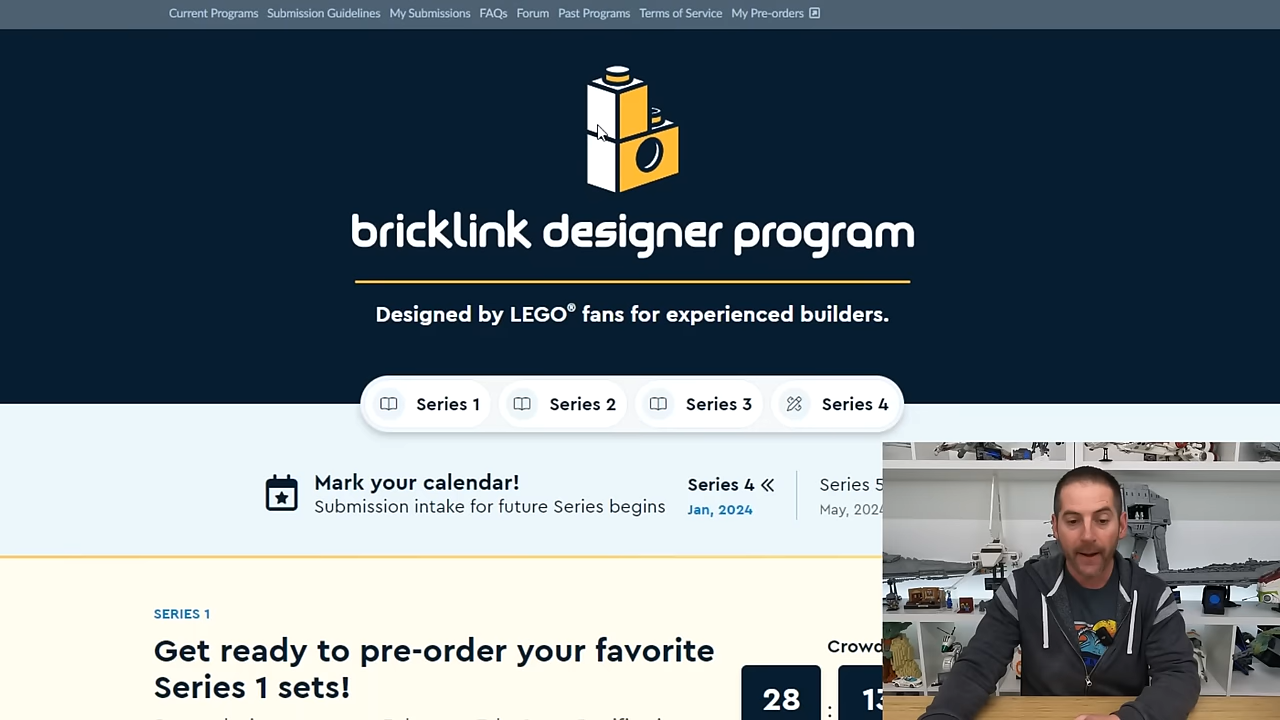 Current Programs Submission Guidelines My Submissions FAQs Forum Past Programs Terms of Service My Pre-orders
bricklink designer program
Designed by LEGO® fans for experienced builders.
Series 1 Series 2 Series 3 Series 4
Mark your calendar!
Submission intake for future Series begins
Series 4 «
Jan, 2024
Series 5
May, 2024
SERIES 1
Get ready to pre-order your favorite
Series 1 sets!
Crowd
28 : 13